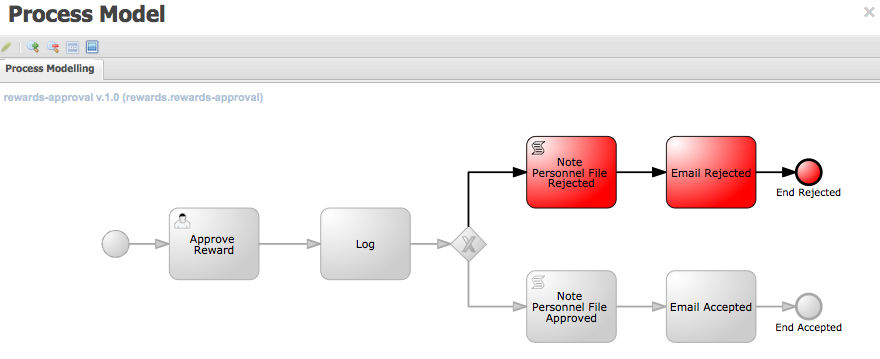 Process Model
Process Modelling
rewards-approval v.1.0 (rewards.rewards-approval)
Note
Personnel File
Rejected
Email Rejected
End Rejected
Approve
Reward
Log
X
Note
Personnel File
Approved
Email Accepted
End Accepted